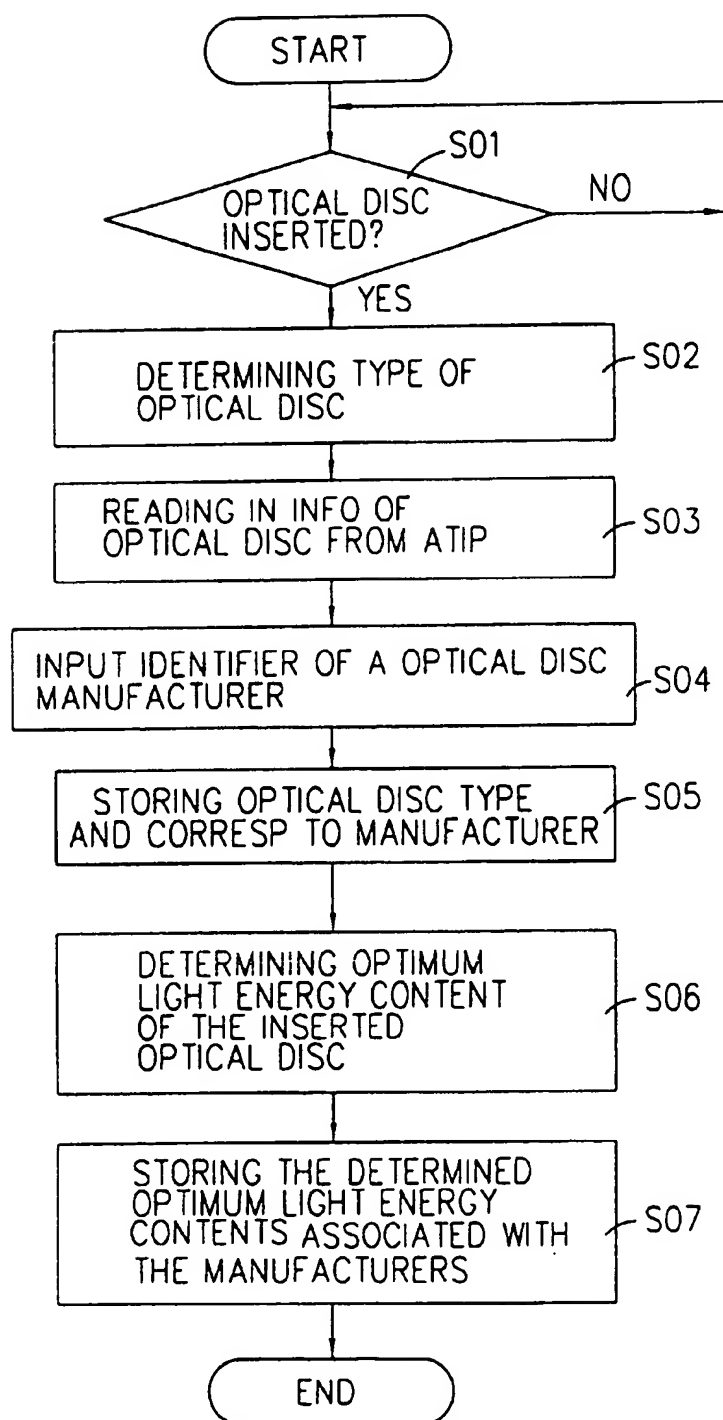 START
S01
OPTICAL DISC
INSERTED?
NO
YES
S02
DETERMINING TYPE OF
OPTICAL DISC
S03
READING IN INFO OF
OPTICAL DISC FROM ATIP
INPUT IDENTIFIER OF A OPTICAL DISC
MANUFACTURER
S04
STORING OPTICAL DISC TYPE
AND CORRESP TO MANUFACTURER
S05
DETERMINING OPTIMUM
LIGHT ENERGY CONTENT
OF THE INSERTED
OPTICAL DISC
S06
STORING THE DETERMINED
OPTIMUM LIGHT ENERGY
CONTENTS ASSOCIATED WITH
THE MANUFACTURERS
S07
END